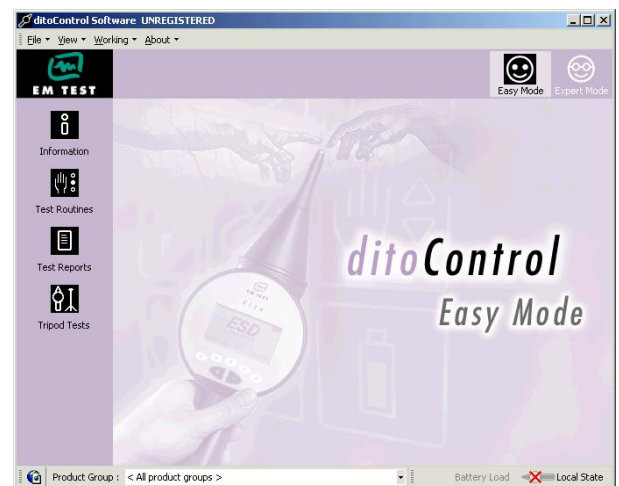 ditoControl Software UNREGISTERED
File View Working About
EM TEST
Easy Mode
Expert Mode
Information
Test Routines
Test Reports
Tripod Tests
EM TEST
dito
ESD
ditoControl
Easy Mode
Product Group : < All product groups >
Battery Load
Local State